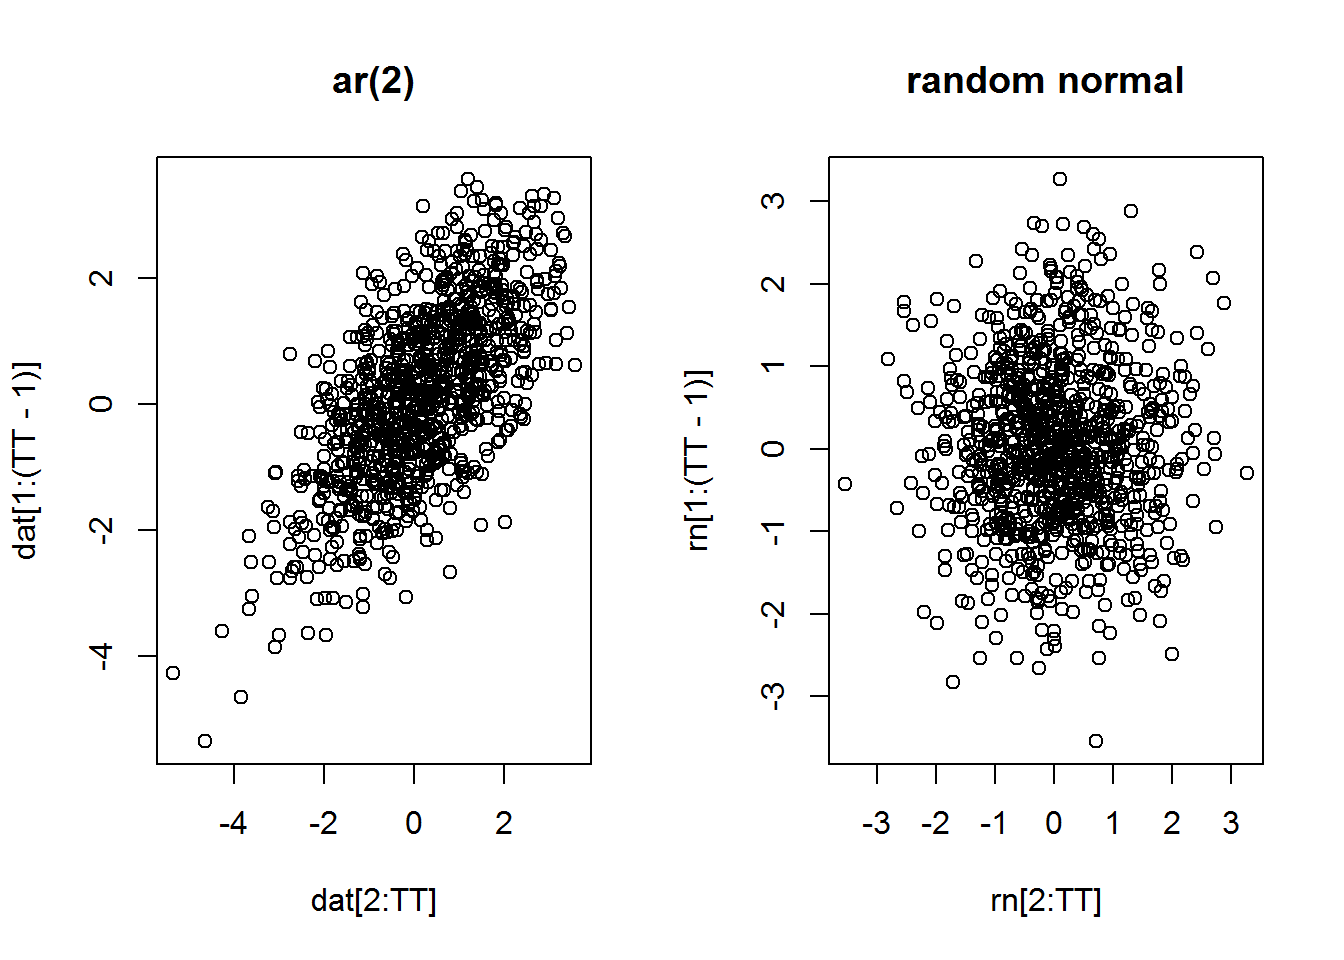 ar(2)
dat[1:(TT - 1)]
2
0
-2
-4
-4 -2 0 2
dat[2:TT]
random normal
rn[1:(TT - 1)]
3
2
1
0
-1
-2
-3
-3 -2 -1 0 1 2 3
rn[2:TT]